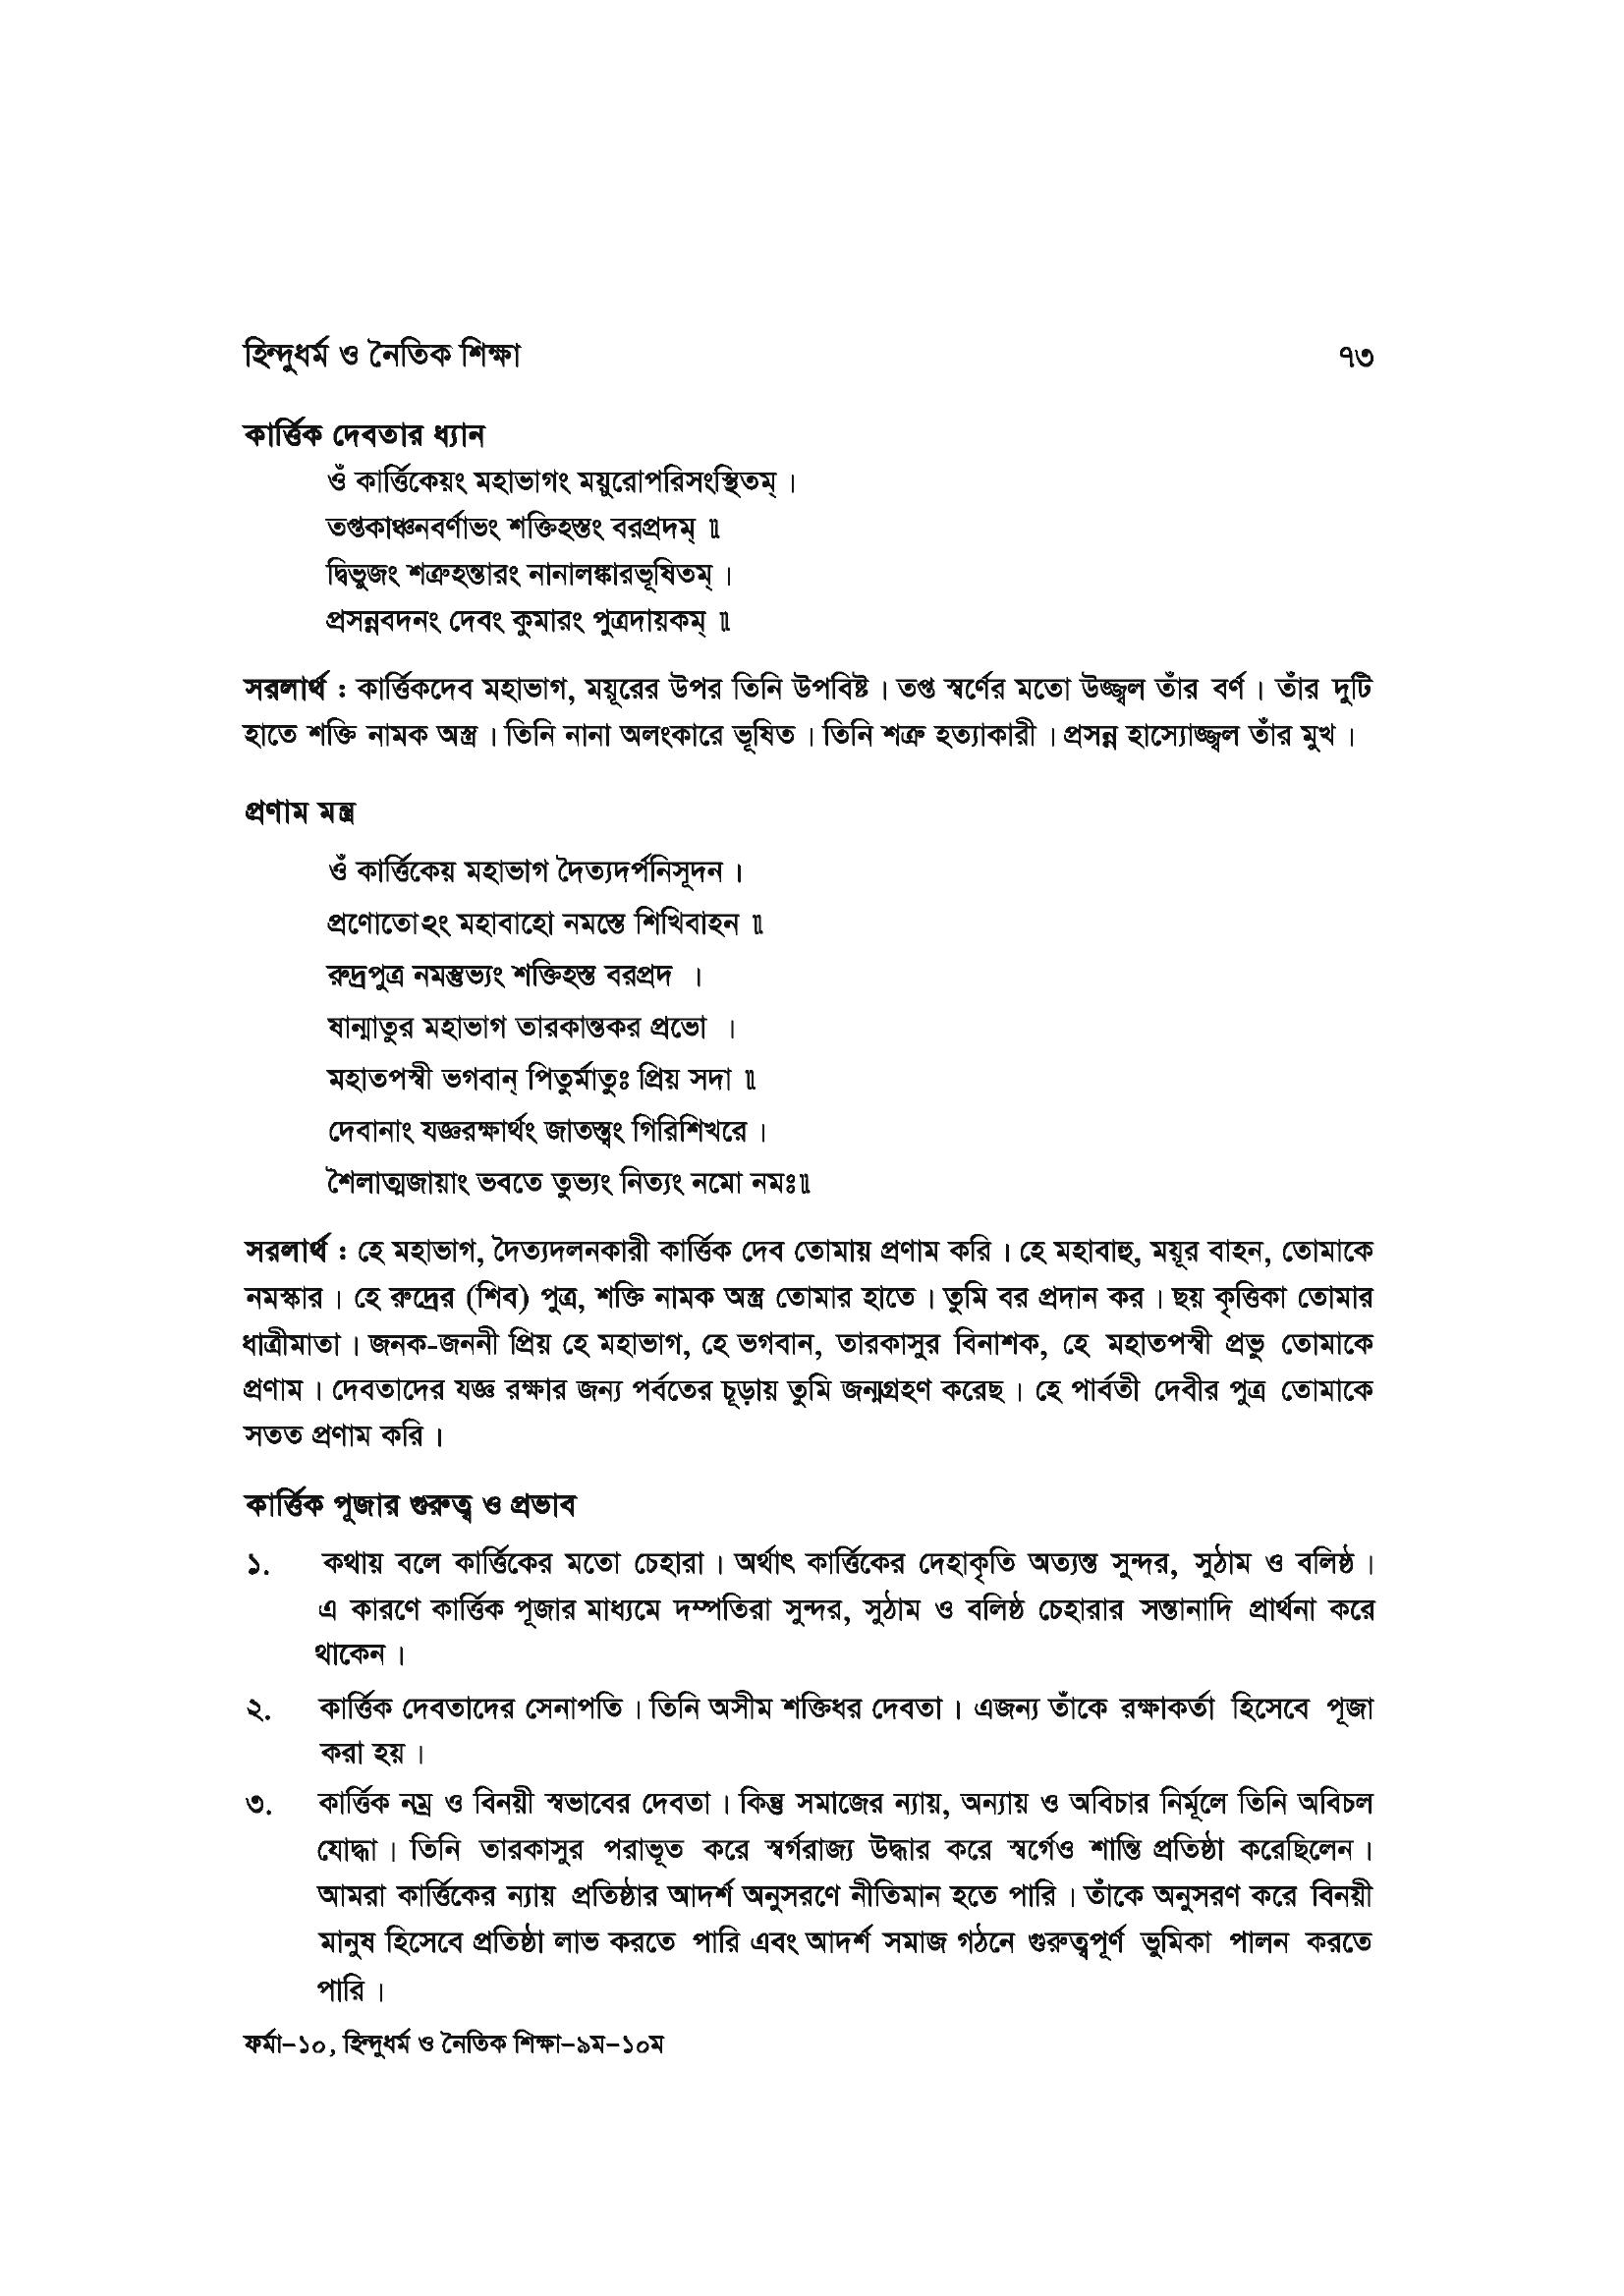 হিন্দুধর্ম ও নৈতিক শিক্ষা ৭৩
কার্ত্তিক দেবতার ধ্যান
ওঁ কার্ত্তিকেয়ং মহাভাগং ময়ুরোপরিসংস্থিতম্ ।
তপ্তকাঞ্চনবর্ণাভং শক্তিহস্তং বরপ্রদম্ ॥
দ্বিভুজং শত্রুহন্তারং নানালঙ্কারভূষিতম্ ।
প্রসন্নবদনং দেবং কুমারং পুত্রদায়কম্ ॥
সরলার্থ : কার্ত্তিকদেব মহাভাগ, ময়ূরের উপর তিনি উপবিষ্ট । তপ্ত স্বর্ণের মতো উজ্জ্বল তাঁর বর্ণ । তাঁর দুটি
হাতে শক্তি নামক অস্ত্র । তিনি নানা অলংকারে ভূষিত । তিনি শত্রু হত্যাকারী । প্রসন্ন হাস্যোজ্জ্বল তাঁর মুখ ।
প্রণাম মন্ত্র
ওঁ কার্ত্তিকেয় মহাভাগ দৈত্যদর্পনিসূদন ।
প্রণোতো২ং মহাবাহো নমস্তে শিখিবাহন ॥
রুদ্রপুত্র নমস্তুভ্যং শক্তিহস্ত বরপ্রদ ।
ষান্মাতুর মহাভাগ তারকান্তকর প্রভো ।
মহাতপস্বী ভগবান্ পিতুর্মাতুঃ প্রিয় সদা ॥
দেবানাং যজ্ঞরক্ষার্থং জাতস্ত্বং গিরিশিখরে ।
শৈলাত্মজায়াং ভবতে তুভ্যং নিত্যং নমো নমঃ॥
সরলার্থ : হে মহাভাগ, দৈত্যদলনকারী কার্ত্তিক দেব তোমায় প্রণাম করি । হে মহাবাহু, ময়ূর বাহন, তোমাকে
নমস্কার । হে রুদ্রের (শিব) পুত্র, শক্তি নামক অস্ত্র তোমার হাতে । তুমি বর প্রদান কর । ছয় কৃত্তিকা তোমার
ধাত্রীমাতা । জনক-জননী প্রিয় হে মহাভাগ, হে ভগবান, তারকাসুর বিনাশক, হে মহাতপস্বী প্রভু তোমাকে
প্রণাম । দেবতাদের যজ্ঞ রক্ষার জন্য পর্বতের চূড়ায় তুমি জন্মগ্রহণ করেছ । হে পার্বতী দেবীর পুত্র তোমাকে
সতত প্রণাম করি ।
কার্ত্তিক পূজার গুরুত্ব ও প্রভাব
১. কথায় বলে কার্ত্তিকের মতো চেহারা । অর্থাৎ কার্ত্তিকের দেহাকৃতি অত্যন্ত সুন্দর, সুঠাম ও বলিষ্ঠ ।
এ কারণে কার্ত্তিক পূজার মাধ্যমে দম্পতিরা সুন্দর, সুঠাম ও বলিষ্ঠ চেহারার সন্তানাদি প্রার্থনা করে
থাকেন ।
২. কার্ত্তিক দেবতাদের সেনাপতি । তিনি অসীম শক্তিধর দেবতা । এজন্য তাঁকে রক্ষাকর্তা হিসেবে পূজা
করা হয় ।
৩. কার্ত্তিক নম্র ও বিনয়ী স্বভাবের দেবতা । কিন্তু সমাজের ন্যায়, অন্যায় ও অবিচার নির্মূলে তিনি অবিচল
যোদ্ধা । তিনি তারকাসুর পরাভূত করে স্বর্গরাজ্য উদ্ধার করে স্বর্গেও শান্তি প্রতিষ্ঠা করেছিলেন ।
আমরা কার্ত্তিকের ন্যায় প্রতিষ্ঠার আদর্শ অনুসরণে নীতিমান হতে পারি । তাঁকে অনুসরণ করে বিনয়ী
মানুষ হিসেবে প্রতিষ্ঠা লাভ করতে পারি এবং আদর্শ সমাজ গঠনে গুরুত্বপূর্ণ ভুমিকা পালন করতে
পারি ।
ফর্মা–১০, হিন্দুধর্ম ও নৈতিক শিক্ষা–৯ম–১০ম